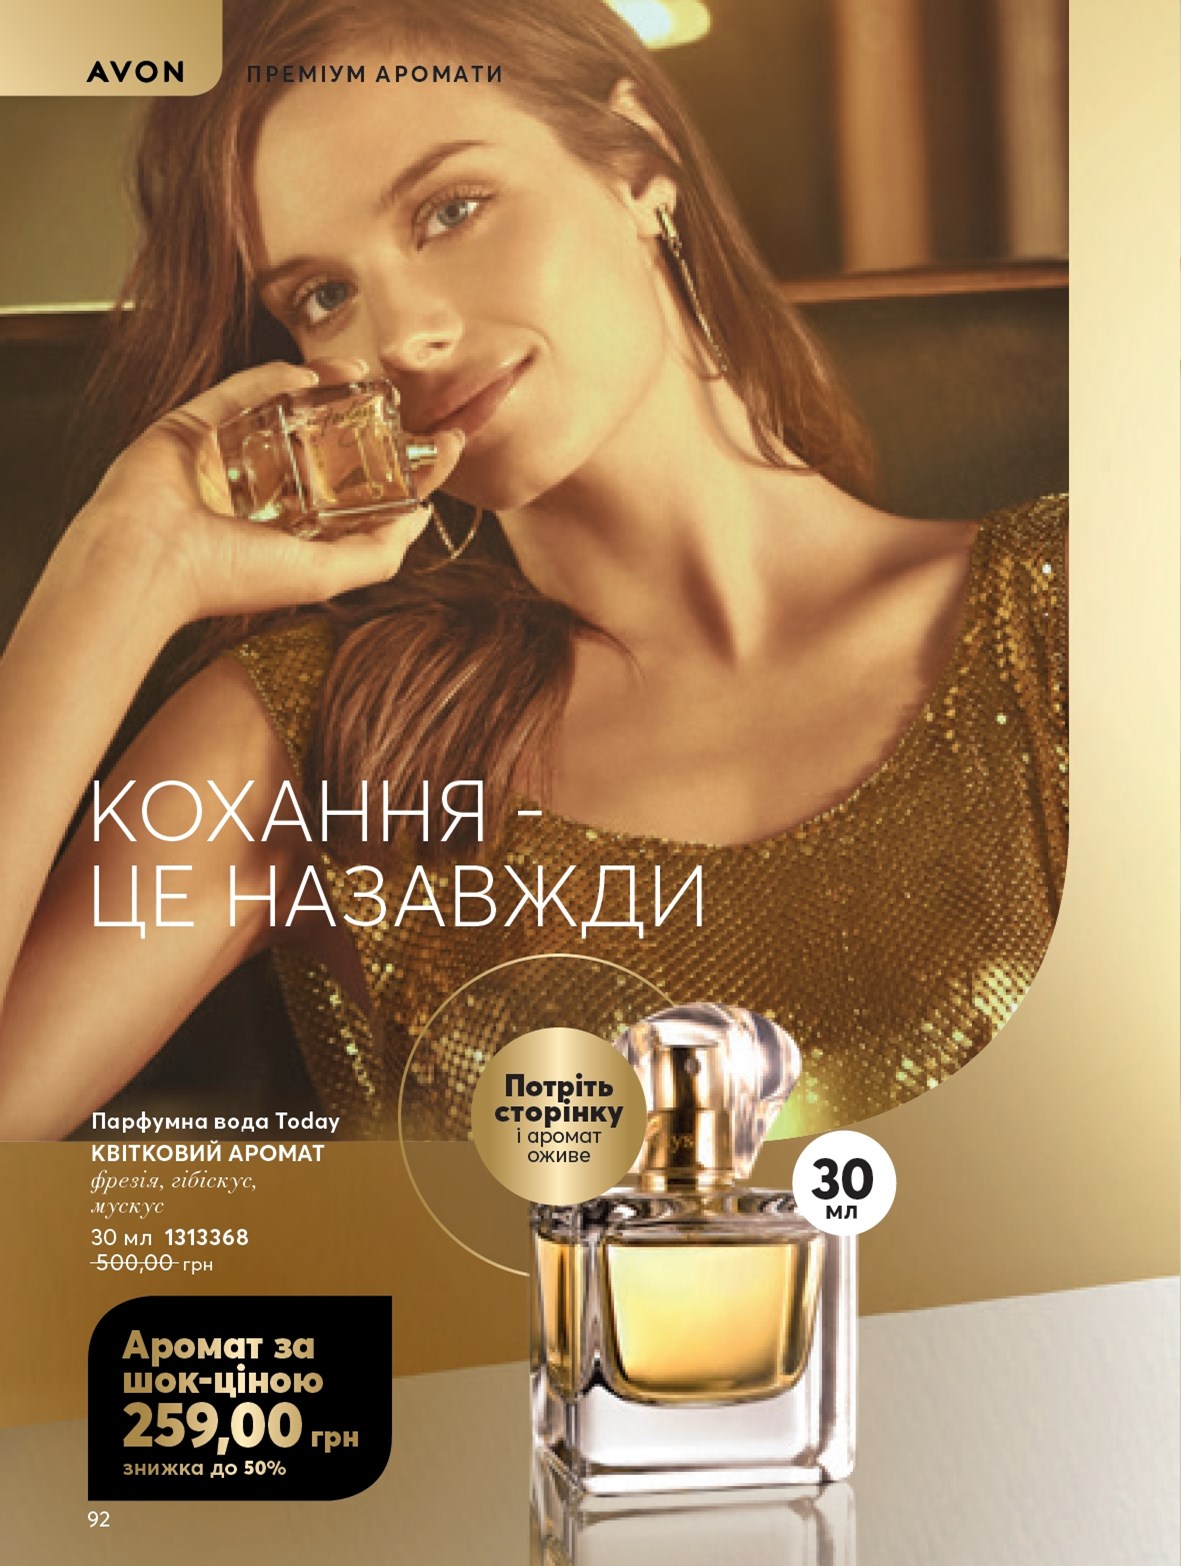 AVON
ПРЕМІУМ АРОМАТИ
КОХАННЯ -
ЦЕ НАЗАВЖДИ
Потріть
сторінку
і аромат
оживе
30
мл
Парфумна вода Today
КВІТКОВИЙ АРОМАТ
фрезія, гібіскус,
мускус
30 мл 1313368
500,00 грн
Аромат за
шок-ціною
259,00 грн
знижка до 50%
92